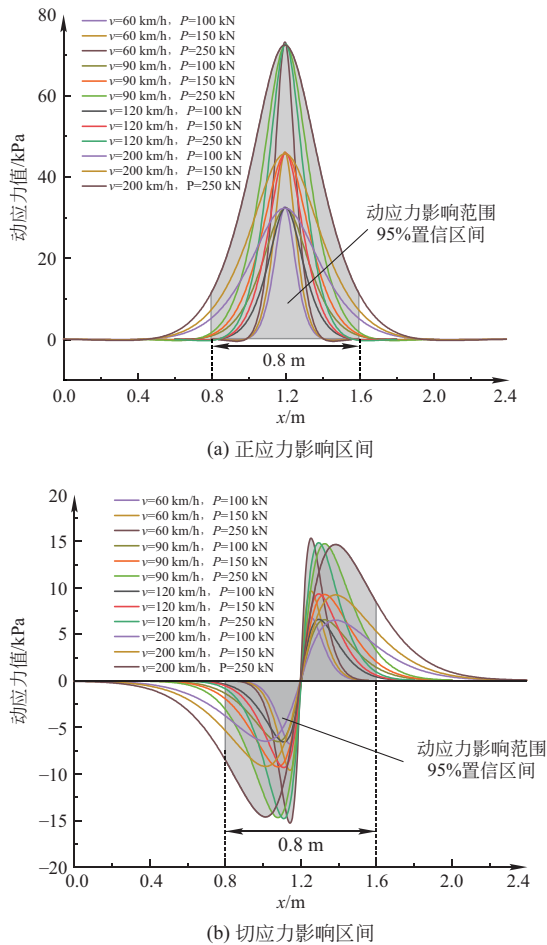 80
60
40
20
0
动应力值/kPa
v=60 km/h，P=100 kN
v=60 km/h，P=150 kN
v=60 km/h，P=250 kN
v=90 km/h，P=100 kN
v=90 km/h，P=150 kN
v=90 km/h，P=250 kN
v=120 km/h，P=100 kN
v=120 km/h，P=150 kN
v=120 km/h，P=250 kN
v=200 km/h，P=100 kN
v=200 km/h，P=150 kN
v=200 km/h，P=250 kN
动应力影响范围
95%置信区间
0.8 m
0.0 0.4 0.8 1.2 1.6 2.0 2.4
x/m
(a) 正应力影响区间
20
15
10
5
0
−5
−10
−15
−20
动应力值/kPa
v=60 km/h，P=100 kN
v=60 km/h，P=150 kN
v=60 km/h，P=250 kN
v=90 km/h，P=100 kN
v=90 km/h，P=150 kN
v=90 km/h，P=250 kN
v=120 km/h，P=100 kN
v=120 km/h，P=150 kN
v=120 km/h，P=250 kN
v=200 km/h，P=100 kN
v=200 km/h，P=150 kN
v=200 km/h，P=250 kN
动应力影响范围
95%置信区间
0.8 m
0.0 0.4 0.8 1.2 1.6 2.0 2.4
x/m
(b) 切应力影响区间